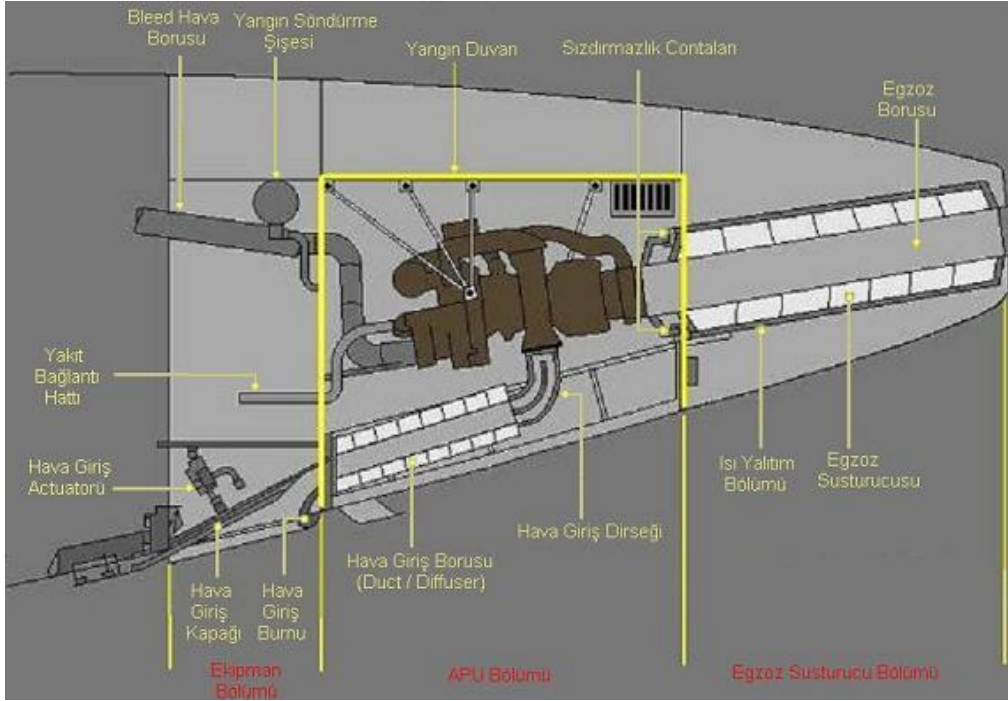 Bleed Hava
Borusu
Yangın Söndürme
Şişesi
Yangın Duvarı
Sızdırmazlık Contaları
Egzoz
Borusu
Yakıt
Bağlantı
Hattı
Hava Giriş
Actuatorü
Isı Yalıtım
Bölümü
Egzoz
Susturucusu
Hava Giriş Dirseği
Hava Giriş Borusu
(Duct / Diffuser)
Hava
Giriş
Kapağı
Hava
Giriş
Burnu
Ekipman
Bölümü
APU Bölümü
Egzoz Susturucu Bölümü